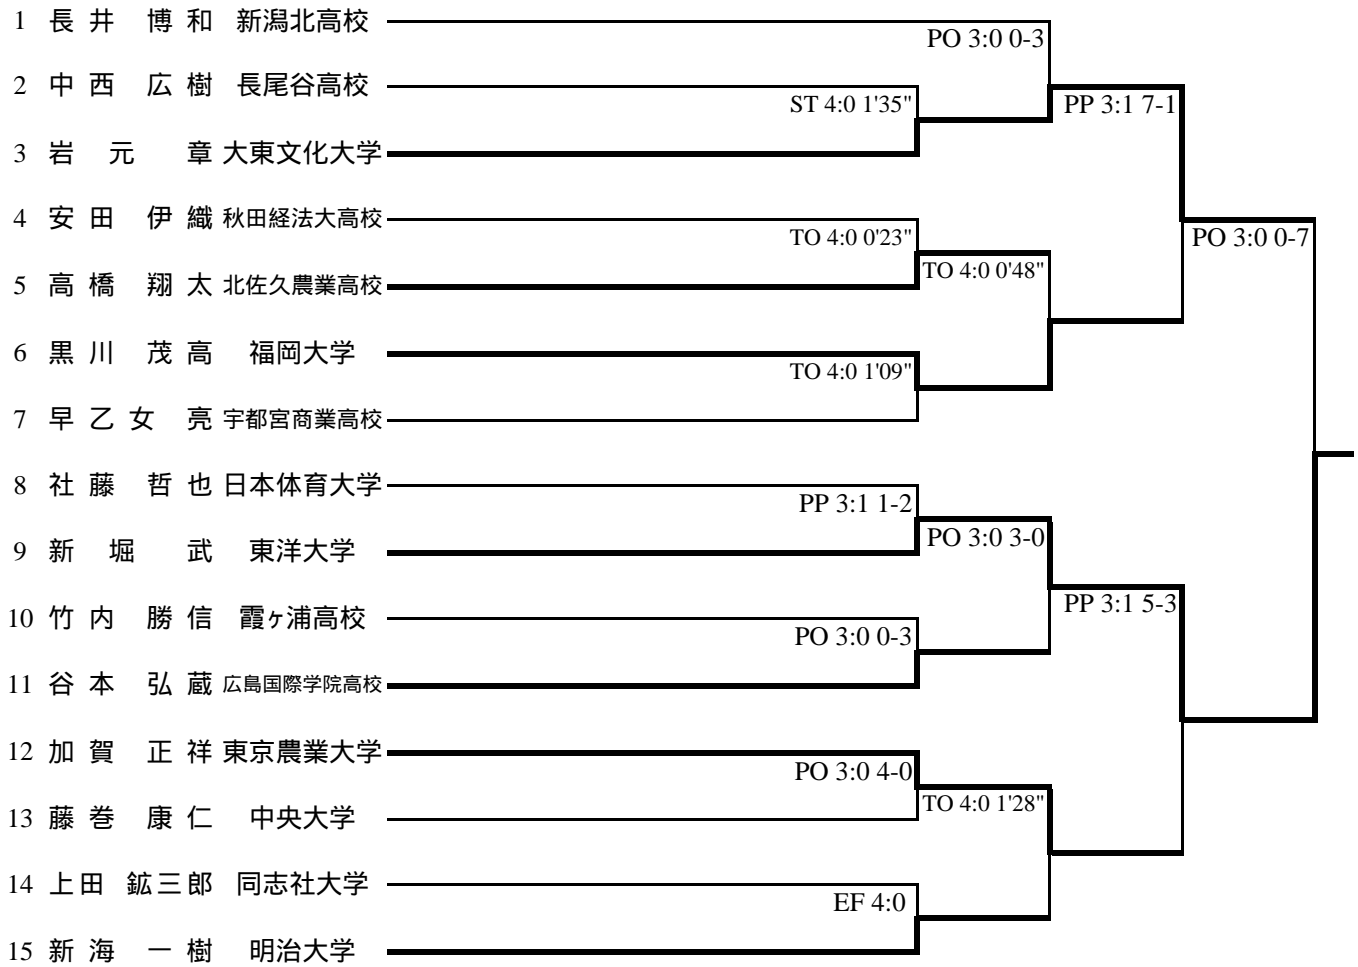 1 長井 博和 新潟北高校
PO 3:0 0-3
2 中西 広樹 長尾谷高校
ST 4:0 1'35"
PP 3:1 7-1
3 岩元 章 大東文化大学
4 安田 伊織 秋田経法大高校
TO 4:0 0'23"
PO 3:0 0-7
5 高橋 翔太 北佐久農業高校
TO 4:0 0'48"
6 黒川 茂高 福岡大学
TO 4:0 1'09"
7 早乙女 亮 宇都宮商業高校
8 社藤 哲也 日本体育大学
PP 3:1 1-2
9 新堀 武 東洋大学
PO 3:0 3-0
10 竹内 勝信 霞ヶ浦高校
PO 3:0 0-3
PP 3:1 5-3
11 谷本 弘蔵 広島国際学院高校
12 加賀 正祥 東京農業大学
PO 3:0 4-0
13 藤巻 康仁 中央大学
TO 4:0 1'28"
14 上田 鉱三郎 同志社大学
EF 4:0
15 新海 一樹 明治大学